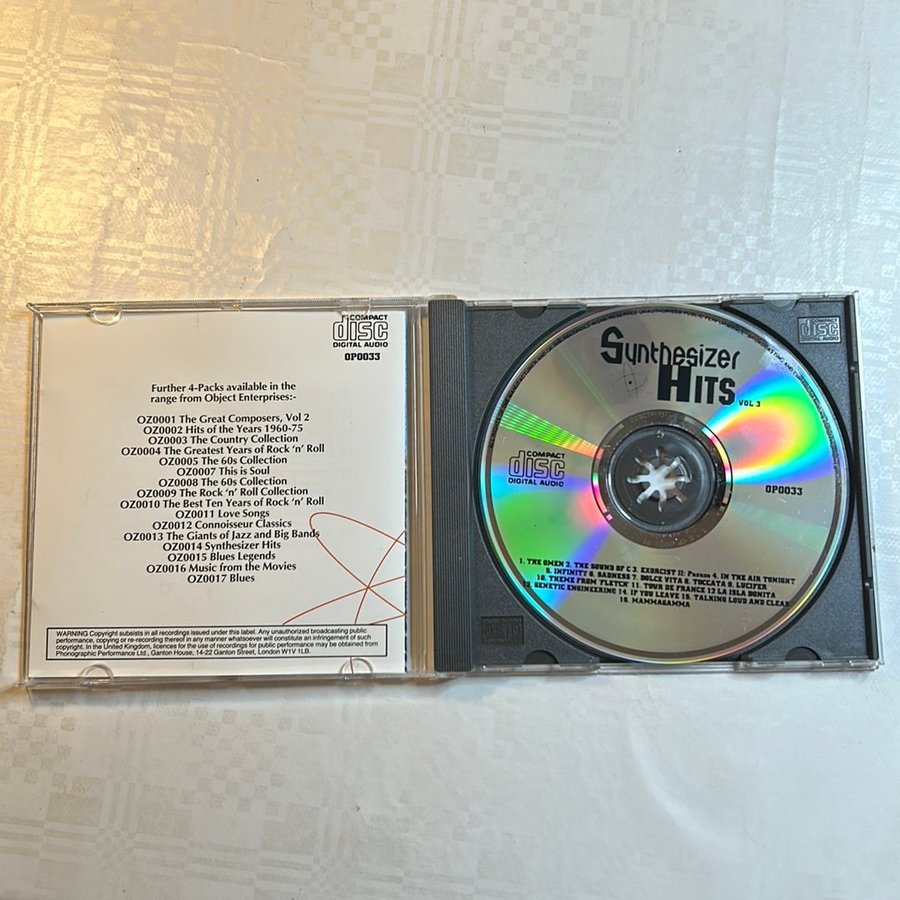 COMPACT
disc
DIGITAL AUDIO
OP0033
Further 4-Packs available in the
range from Object Enterprises:-
OZ0001 The Great Composers, Vol 2
OZ0002 Hits of the Years 1960-75
OZ0003 The Country Collection
OZ0004 The Greatest Years of Rock 'n' Roll
OZ0005 The 60s Collection
OZ0007 This is Soul
OZ0008 The 60s Collection
OZ0009 The Rock 'n' Roll Collection
OZ0010 The Best Ten Years of Rock 'n' Roll
OZ0011 Love Songs
OZ0012 Connoisseur Classics
OZ0013 The Giants of Jazz and Big Bands
OZ0014 Synthesizer Hits
OZ0015 Blues Legends
OZ0016 Music from the Movies
OZ0017 Blues
WARNING Copyright subsists in all recordings issued under this label. Any unauthorized broadcasting public
performance, copying or re-recording thereof in any manner whatsoever will constitute an infringement of such
copyright. In the United Kingdom, licences for the use of recordings for public performance may be obtained from
Phonographic Performance Ltd., Ganton House, 14-22 Ganton Street, London W1V 1LB.
Synthesizer
HITS
VOL 3
COMPACT
disc
DIGITAL AUDIO
OP0033
1. THE OMEN 2. THE SOUND OF C 3. EXORCIST II: 4. IN THE AIR TONIGHT
5. INFINITY 6. SADNESS 7. DOLCE VITA 8. TOCCATA 9. LUCIFER
10. THEME FROM "FLETCH" 11. TOUR DE FRANCE 12 LA ISLA BONITA
13. GENETIC ENGINEERING 14. IF YOU LEAVE 15. TALKING LOUD AND CLEAR
16. MAMMAGAMMA
COMPACT
disc
DIGITAL AUDIO